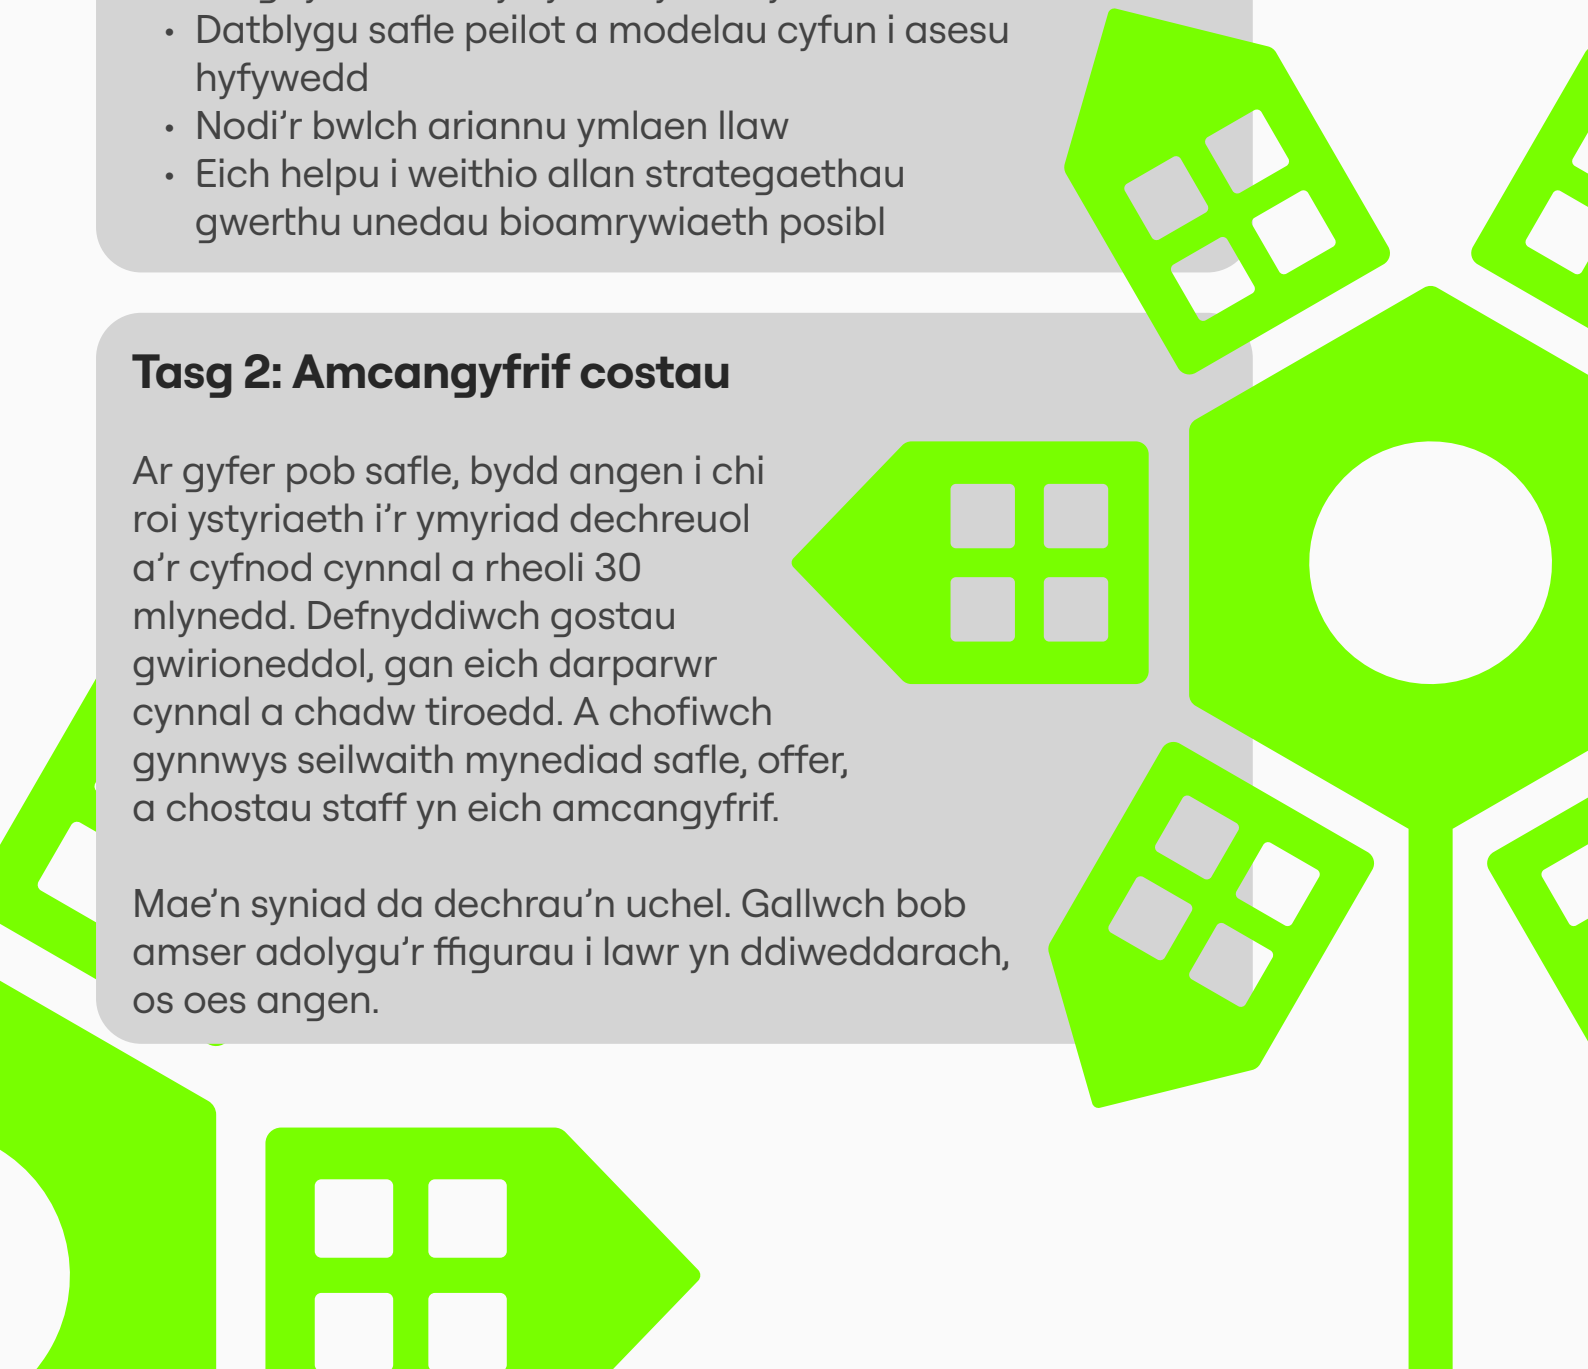 • Datblygu safle peilot a modelau cyfun i asesu
hyfywedd
• Nodi’r bwlch ariannu ymlaen llaw
• Eich helpu i weithio allan strategaethau
gwerthu unedau bioamrywiaeth posibl
Tasg 2: Amcangyfrif costau
Ar gyfer pob safle, bydd angen i chi
roi ystyriaeth i’r ymyriad dechreuol
a’r cyfnod cynnal a rheoli 30
mlynedd. Defnyddiwch gostau
gwirioneddol, gan eich darparwr
cynnal a chadw tiroedd. A chofiwch
gynnwys seilwaith mynediad safle, offer,
a chostau staff yn eich amcangyfrif.
Mae’n syniad da dechrau’n uchel. Gallwch bob
amser adolygu’r ffigurau i lawr yn ddiweddarach,
os oes angen.